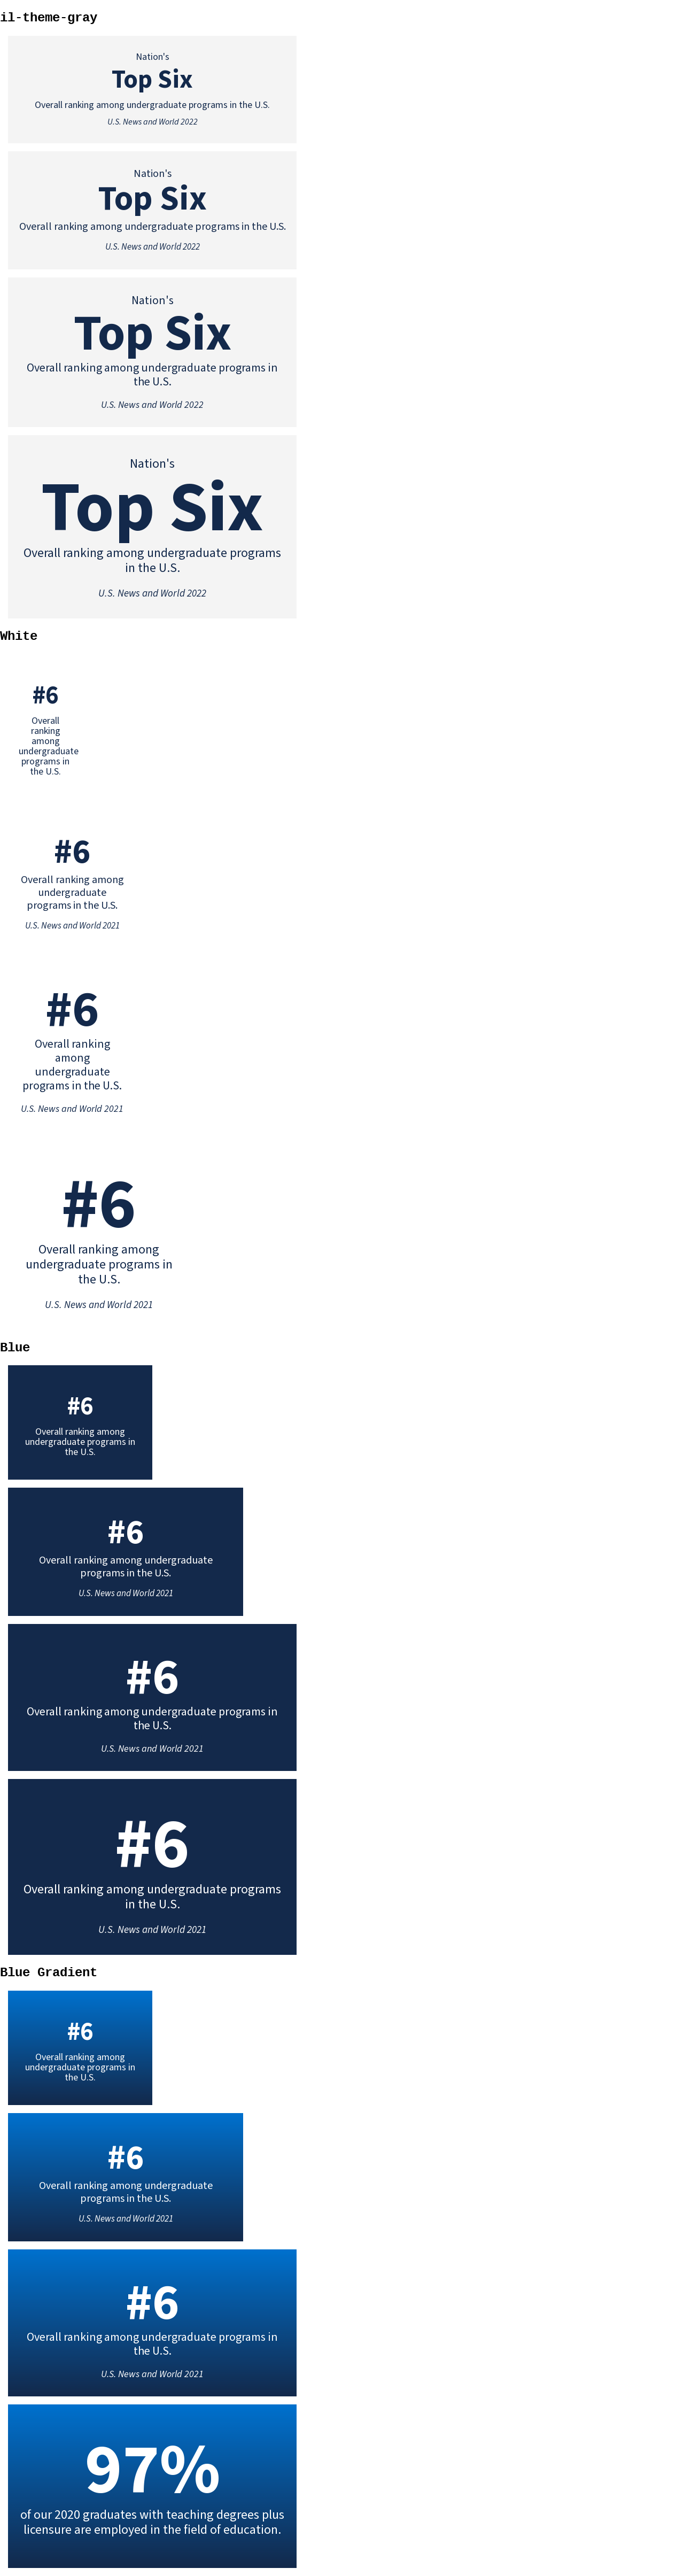 il-theme-gray
Nation's
Top Six
Overall ranking among undergraduate programs in the U.S.
U.S. News and World 2022
Nation's
Top Six
Overall ranking among undergraduate programs in the U.S.
U.S. News and World 2022
Nation's
Top Six
Overall ranking among undergraduate programs in
the U.S.
U.S. News and World 2022
Nation's
Top Six
Overall ranking among undergraduate programs
in the U.S.
U.S. News and World 2022
White
#6
Overall
ranking
among
undergraduate
programs in
the U.S.
#6
Overall ranking among
undergraduate
programs in the U.S.
U.S. News and World 2021
#6
Overall ranking
among
undergraduate
programs in the U.S.
U.S. News and World 2021
#6
Overall ranking among
undergraduate programs in
the U.S.
U.S. News and World 2021
Blue
#6
Overall ranking among
undergraduate programs in
the U.S.
#6
Overall ranking among undergraduate
programs in the U.S.
U.S. News and World 2021
#6
Overall ranking among undergraduate programs in
the U.S.
U.S. News and World 2021
#6
Overall ranking among undergraduate programs
in the U.S.
U.S. News and World 2021
Blue Gradient
#6
Overall ranking among
undergraduate programs in
the U.S.
#6
Overall ranking among undergraduate
programs in the U.S.
U.S. News and World 2021
#6
Overall ranking among undergraduate programs in
the U.S.
U.S. News and World 2021
97%
of our 2020 graduates with teaching degrees plus
licensure are employed in the field of education.